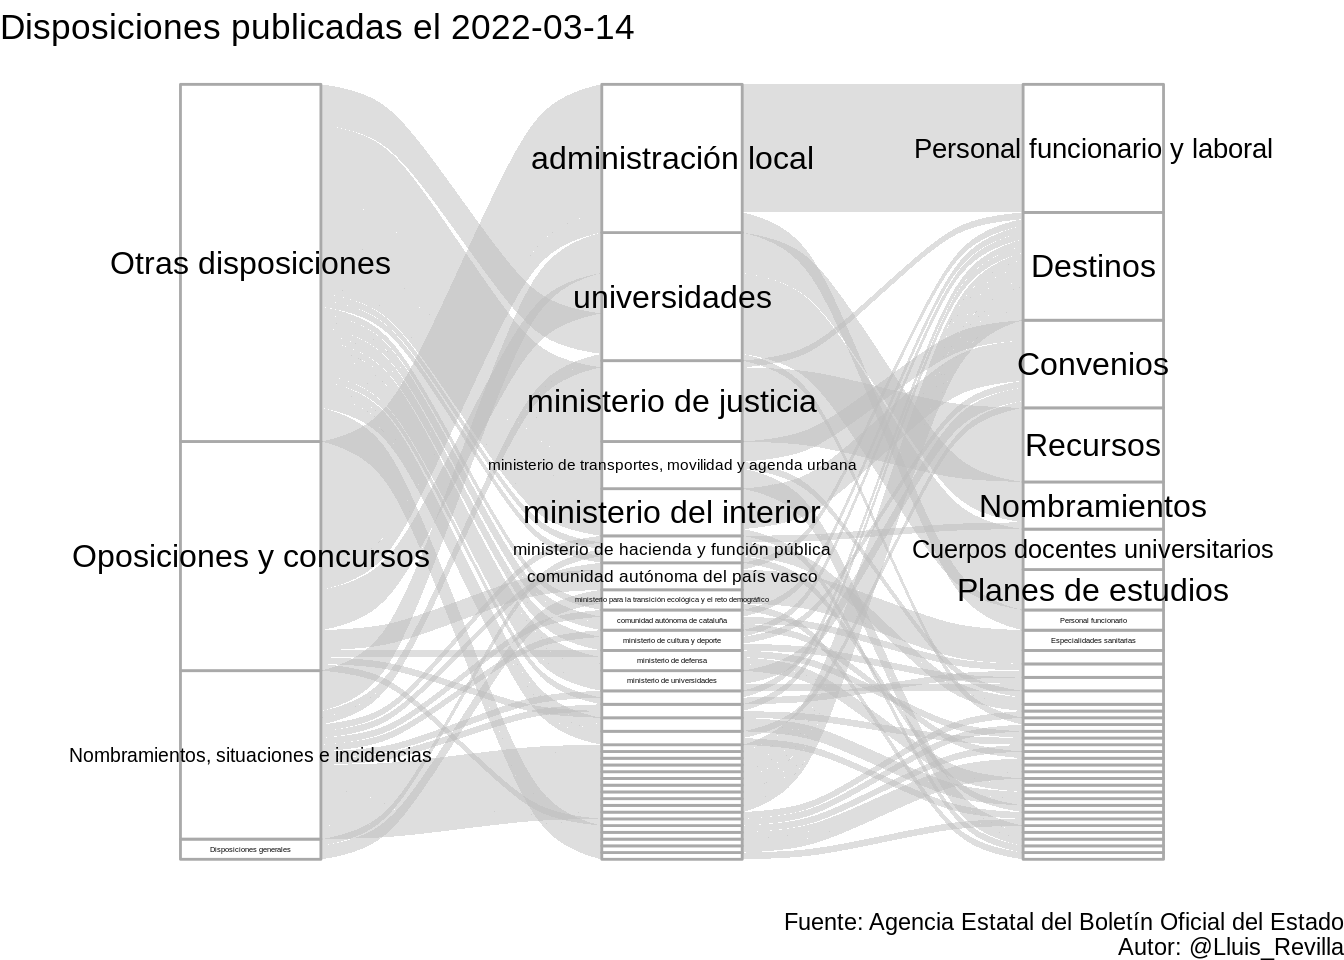 Disposiciones publicadas el 2022-03-14
Otras disposiciones
Oposiciones y concursos
Nombramientos, situaciones e incidencias
Disposiciones generales
administración local
universidades
ministerio de justicia
ministerio de transportes, movilidad y agenda urbana
ministerio del interior
ministerio de hacienda y función pública
comunidad autónoma del país vasco
ministerio para la transición ecológica y el reto demográfico
comunidad autónoma de cataluña
ministerio de cultura y deporte
ministerio de defensa
ministerio de universidades
Personal funcionario y laboral
Destinos
Convenios
Recursos
Nombramientos
Cuerpos docentes universitarios
Planes de estudios
Personal funcionario
Especialidades sanitarias
Fuente: Agencia Estatal del Boletín Oficial del Estado
Autor: @Lluis_Revilla